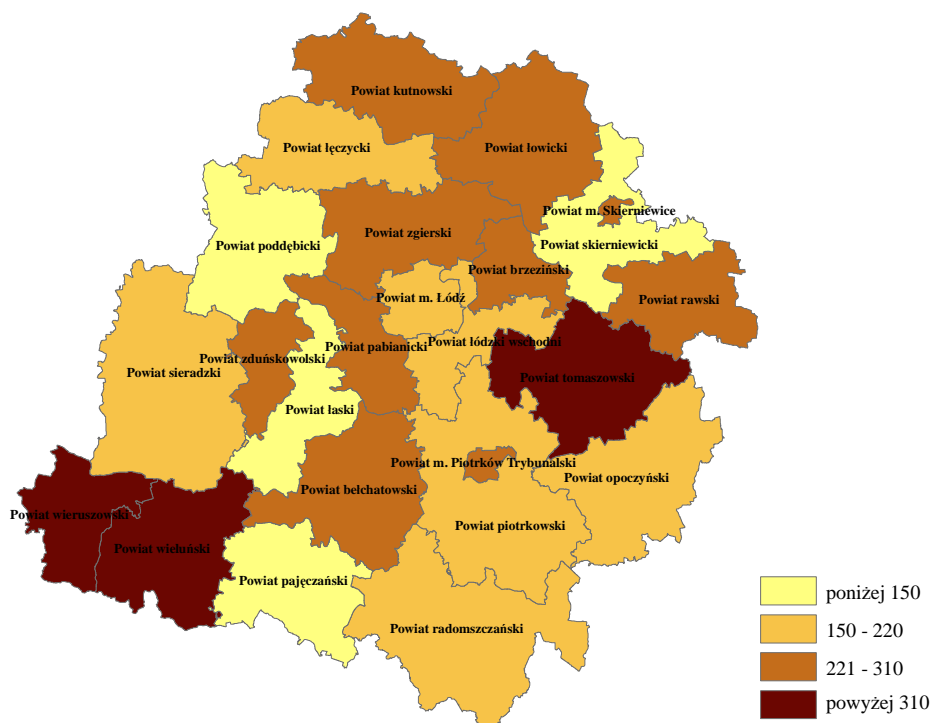 Powiat kutnowski
Powiat łęczycki
Powiat łowicki
Powiat m. Skierniewice
Powiat zgierski
Powiat poddębicki
Powiat skierniewicki
Powiat brzeziński
Powiat m. Łódź
Powiat rawski
Powiat pabianicki
Powiat łódzki wschodni
Powiat zduńskowolski
Powiat sieradzki
Powiat tomaszowski
Powiat łaski
Powiat m. Piotrków Trybunalski
Powiat opoczyński
Powiat bełchatowski
Powiat wieruszowski
Powiat piotrkowski
Powiat wieluński
Powiat pajęczański
Powiat radomszczański
poniżej 150
150 - 220
221 - 310
powyżej 310